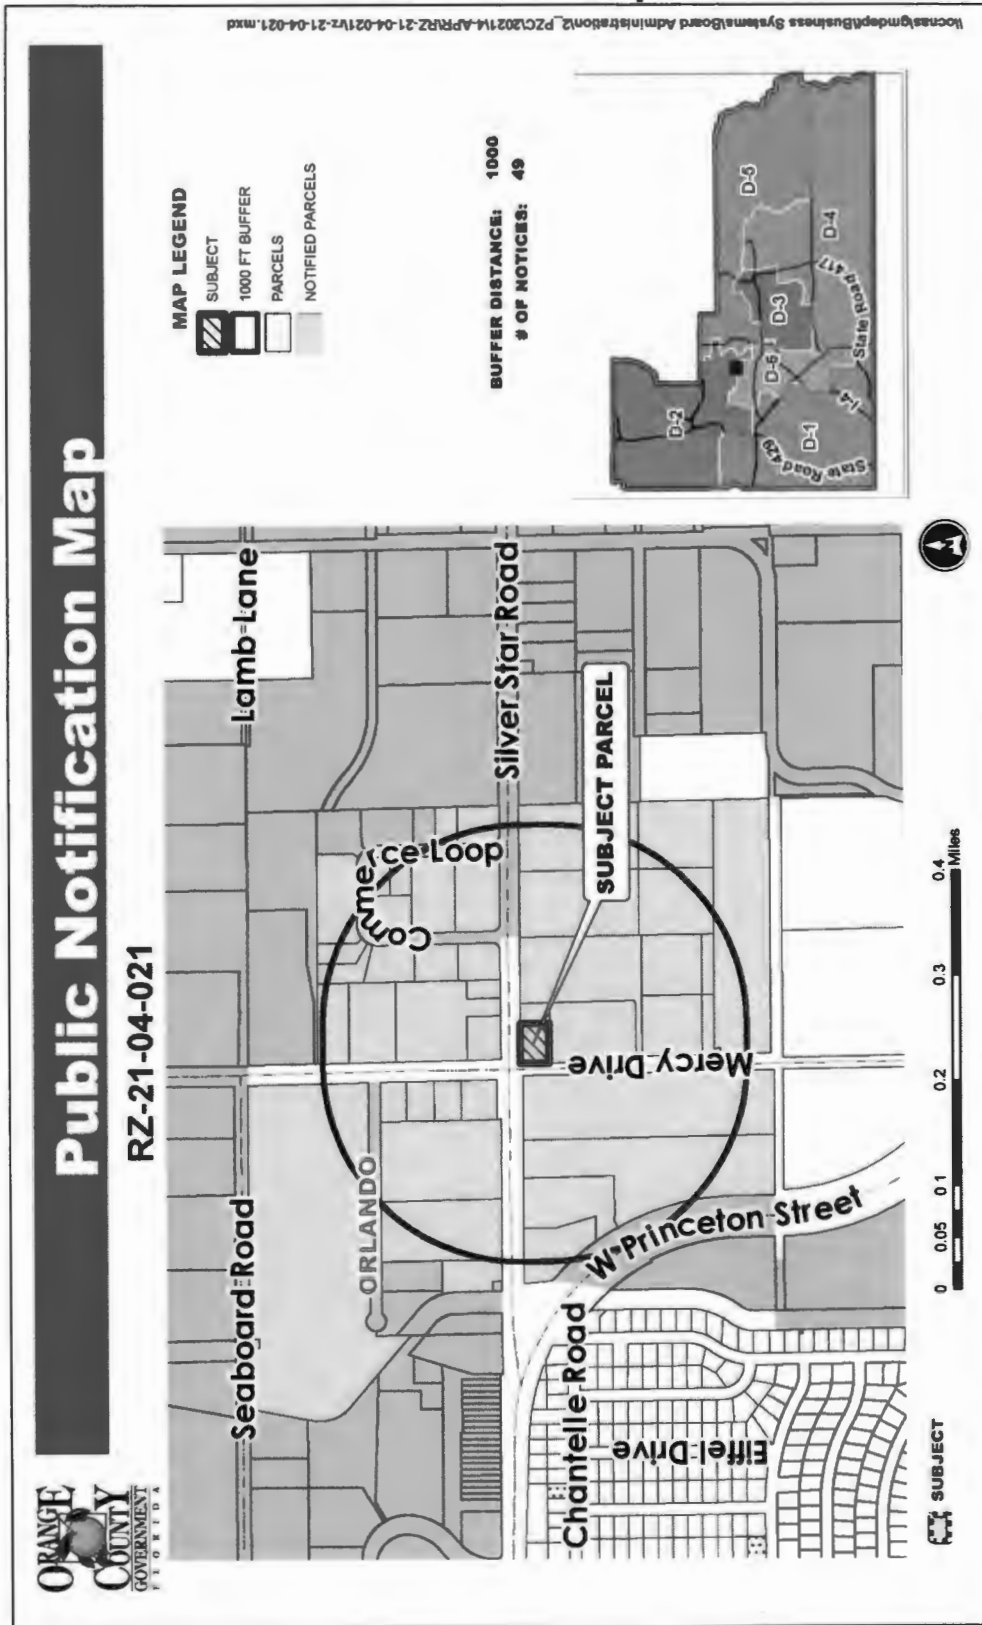 ORANGE
COUNTY
GOVERNMENT
FLORIDA
Public Notification Map
RZ-21-04-021
Seaboard Road
Lamb Lane
ORLANDO
Commerce Loop
Silver Star Road
SUBJECT PARCEL
Mercy Drive
W Princeton Street
Chantelle Road
Eiffel Drive
MAP LEGEND
SUBJECT
1000 FT BUFFER
PARCELS
NOTIFIED PARCELS
BUFFER DISTANCE: 1000
# OF NOTICES: 49
D-2
D-5
D-3
D-6
D-4
D-1
State Road 429
I-4
State Road 417
SUBJECT
0 0.05 0.1 0.2 0.3 0.4
Miles
N